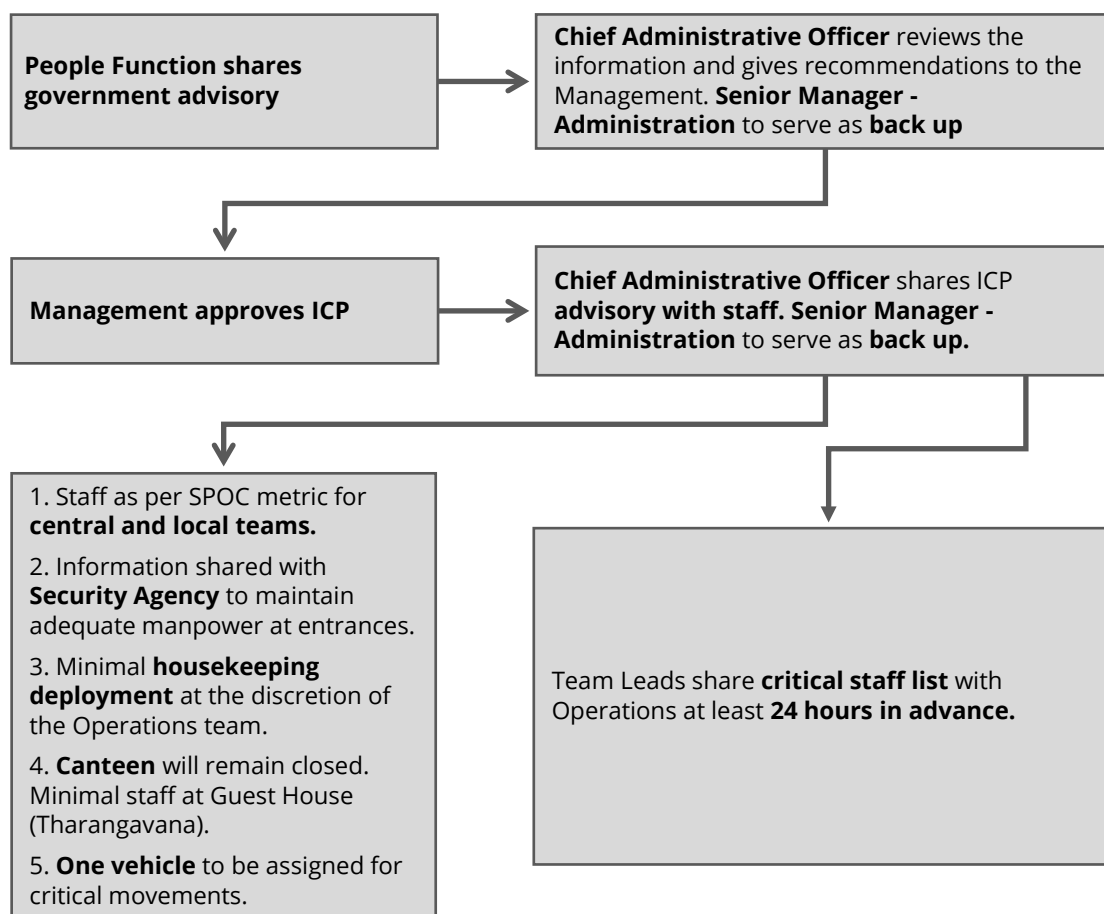 People Function shares
government advisory
Chief Administrative Officer reviews the
information and gives recommendations to the
Management. Senior Manager -
Administration to serve as back up
Management approves ICP
Chief Administrative Officer shares ICP
advisory with staff. Senior Manager -
Administration to serve as back up.
1. Staff as per SPOC metric for
central and local teams.
2. Information shared with
Security Agency to maintain
adequate manpower at entrances.
3. Minimal housekeeping
deployment at the discretion of
the Operations team.
4. Canteen will remain closed.
Minimal staff at Guest House
(Tharangavana).
5. One vehicle to be assigned for
critical movements.
Team Leads share critical staff list with
Operations at least 24 hours in advance.